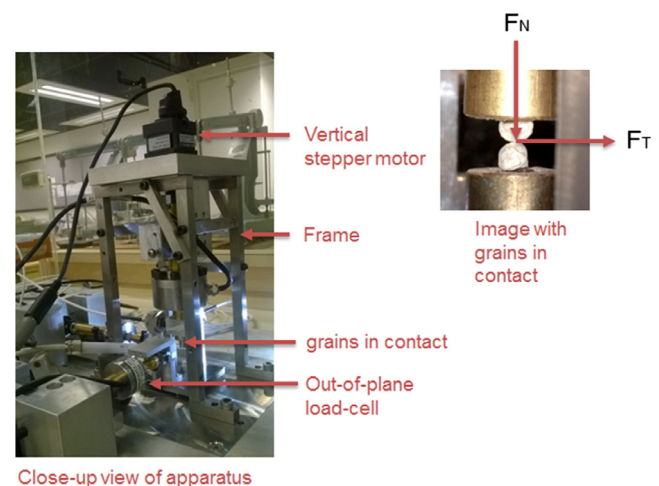 FN
Vertical
stepper motor
FT
Image with
grains in
contact
Frame
grains in contact
Out-of-plane
load-cell
Close-up view of apparatus